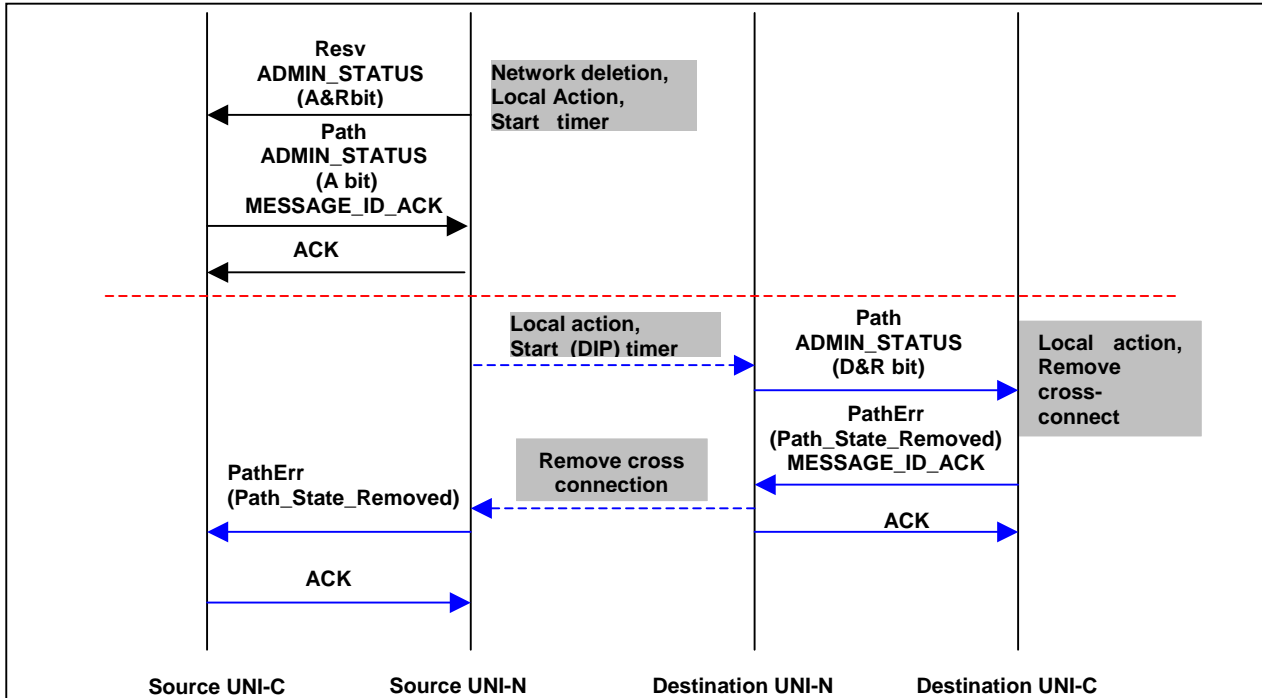 Resv
ADMIN_STATUS
(A&Rbit)
Network deletion,
Local Action,
Start timer
Path
ADMIN_STATUS
(A bit)
MESSAGE_ID_ACK
ACK
Local action,
Start (DIP) timer
Path
ADMIN_STATUS
(D&R bit)
Local action,
Remove
cross-
connect
PathErr
(Path_State_Removed)
MESSAGE_ID_ACK
Remove cross
connection
PathErr
(Path_State_Removed)
ACK
ACK
Source UNI-C
Source UNI-N
Destination UNI-N
Destination UNI-C